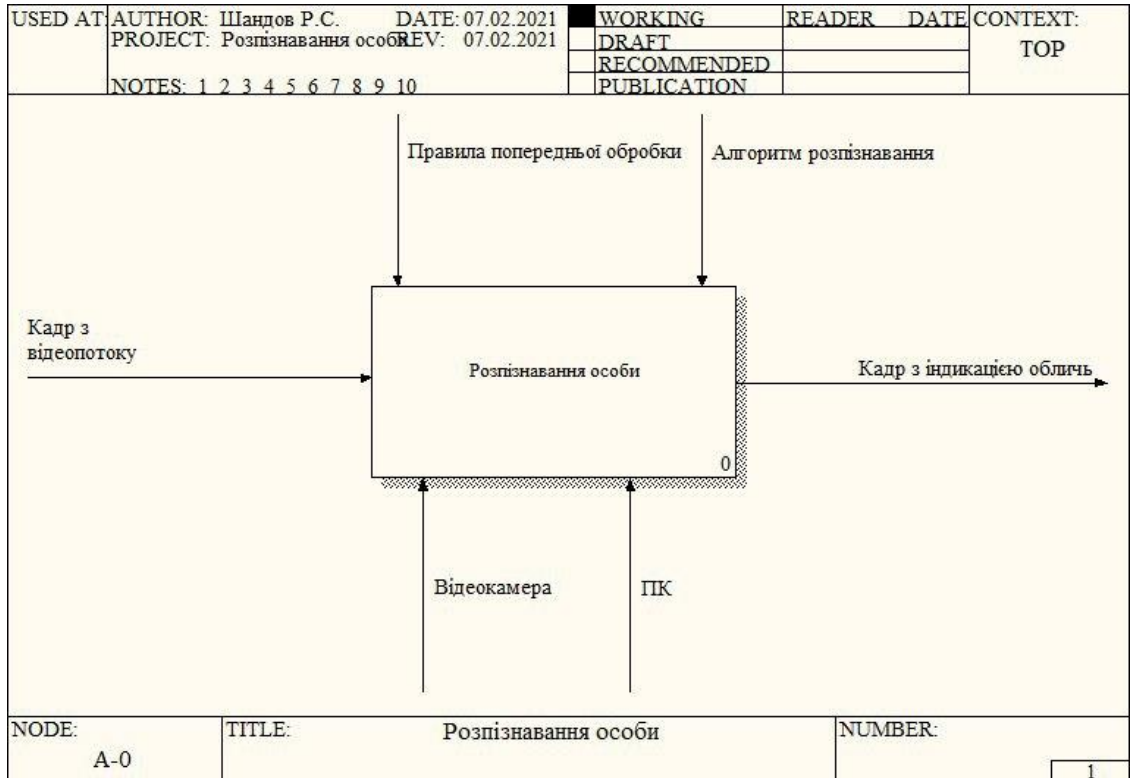 USED AT: AUTHOR: Шандов Р.С. DATE: 07.02.2021 WORKING READER DATE CONTEXT:
PROJECT: Розпізнавання особи REV: 07.02.2021 DRAFT TOP
RECOMMENDED
NOTES: 1 2 3 4 5 6 7 8 9 10 PUBLICATION
Правила попередньої обробки Алгоритм розпізнавання
Кадр з
відеопотоку
Розпізнавання особи
Кадр з індикацією обличь
0
Відеокамера ПК
NODE: TITLE: Розпізнавання особи NUMBER:
A-0
1